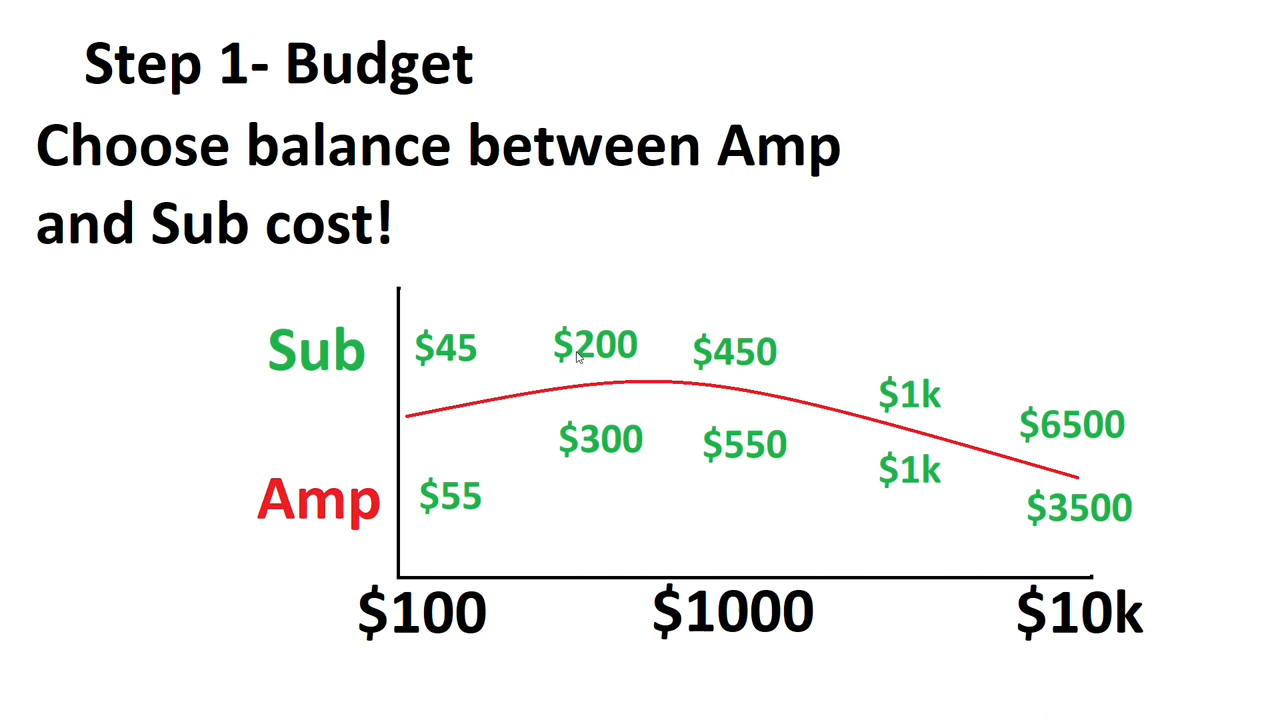 Step 1- Budget
Choose balance between Amp
and Sub cost!
Sub $45 $200 $450 $1k $6500
Amp $55 $300 $550 $1k $3500
$100 $1000 $10k